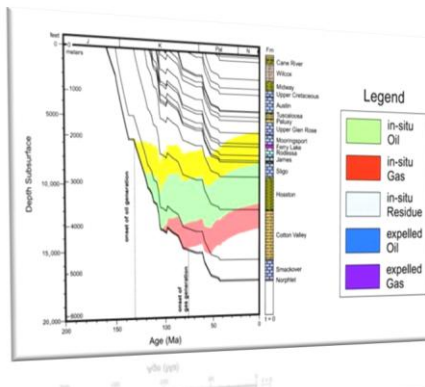 feet
0
0
meters
J
K
Pal
N
Fm
Cane River
Wilcox
Midway
Upper Cretaceous
Austin
Tuscaloosa
Paluxy
Upper Glen Rose
Mooringsport
Ferry Lake
Rodessa
James
Sligo
Hosston
Cotton Valley
Smackover
Norphlet
1000
2000
3000
4000
5000
6000
5000
10,000
15,000
20,000
Depth Subsurface
onset of oil generation
onset of
gas generation
200
150
100
50
0
t = 0
Age (Ma)
Legend
in-situ
Oil
in-situ
Gas
in-situ
Residue
expelled
Oil
expelled
Gas